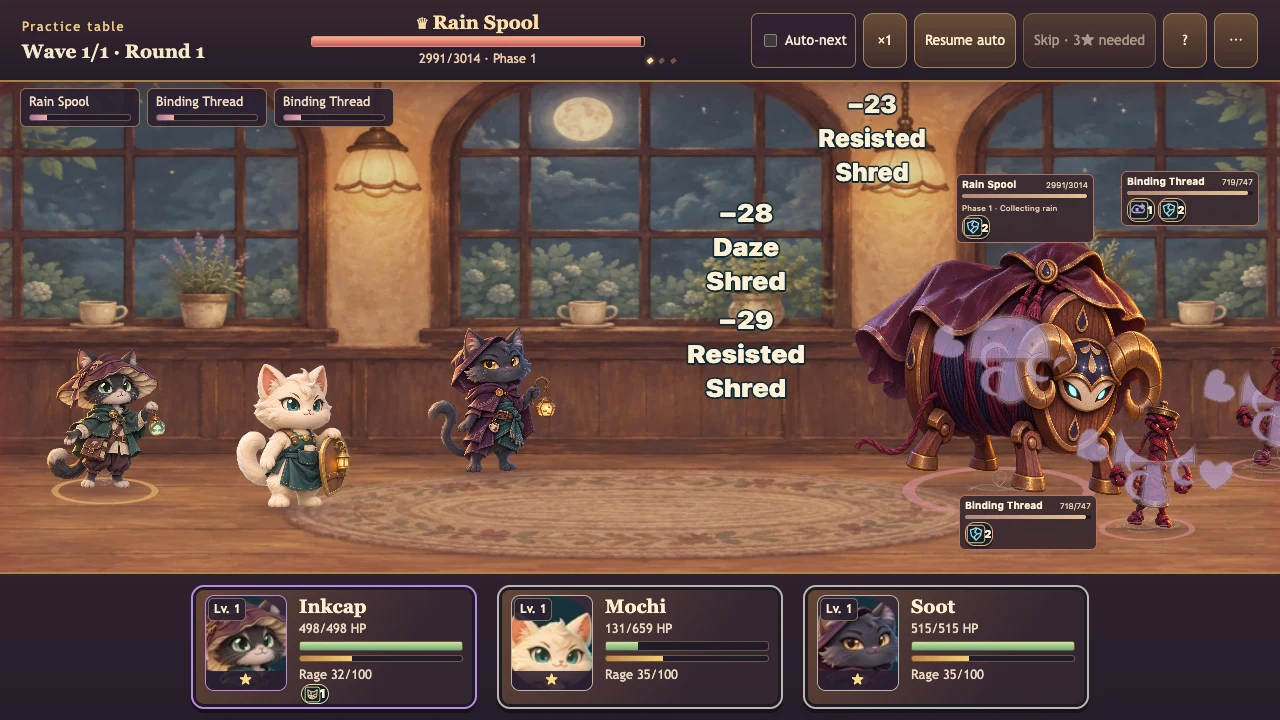 Practice table
Wave 1/1 · Round 1
♛ Rain Spool
2991/3014 · Phase 1
Auto-next
×1
Resume auto
Skip · 3★ needed
?
···
Rain Spool
Binding Thread
Binding Thread
−23
Resisted
Shred
−28
Daze
Shred
−29
Resisted
Shred
Rain Spool 2991/3014
Phase 1 · Collecting rain
2
Binding Thread 719/747
1 2
Binding Thread 718/747
2
Lv. 1
Inkcap
498/498 HP
Rage 32/100
1
Lv. 1
Mochi
131/659 HP
Rage 35/100
Lv. 1
Soot
515/515 HP
Rage 35/100